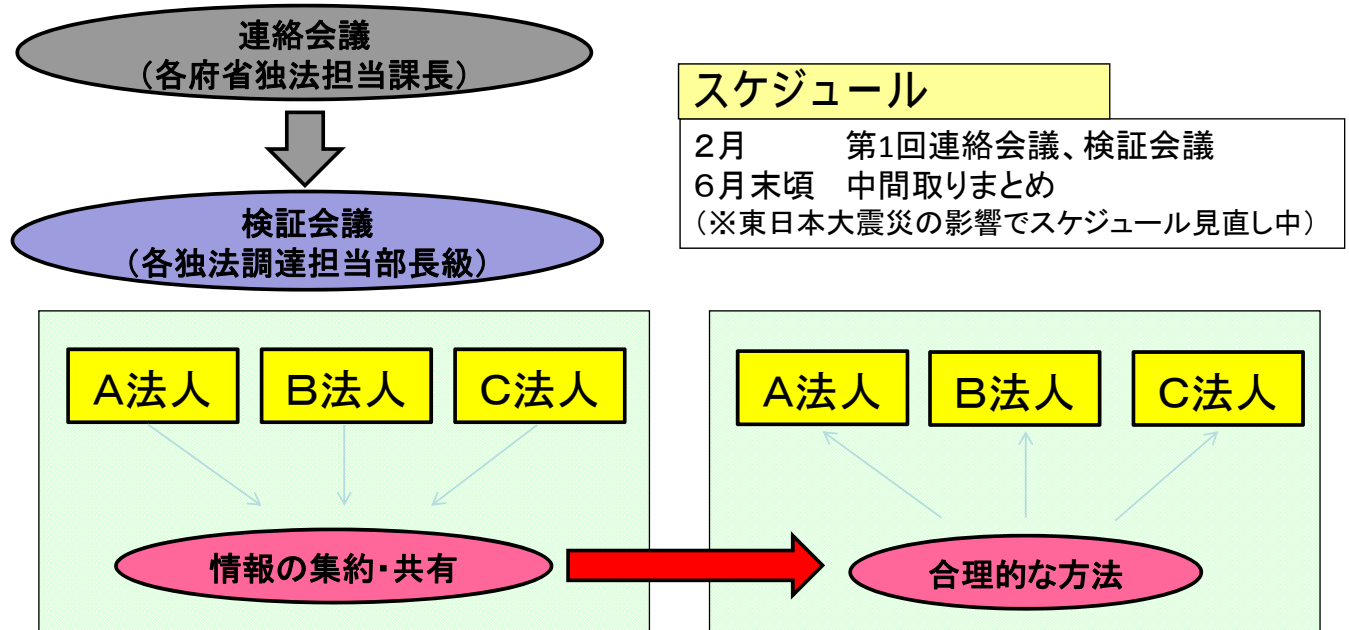 連絡会議
（各府省独法担当課長）
スケジュール
２月　　　第1回連絡会議、検証会議
６月末頃　中間取りまとめ
（※東日本大震災の影響でスケジュール見直し中）
検証会議
（各独法調達担当部長級）
Ａ法人
Ｂ法人
Ｃ法人
情報の集約・共有
Ａ法人
Ｂ法人
Ｃ法人
合理的な方法